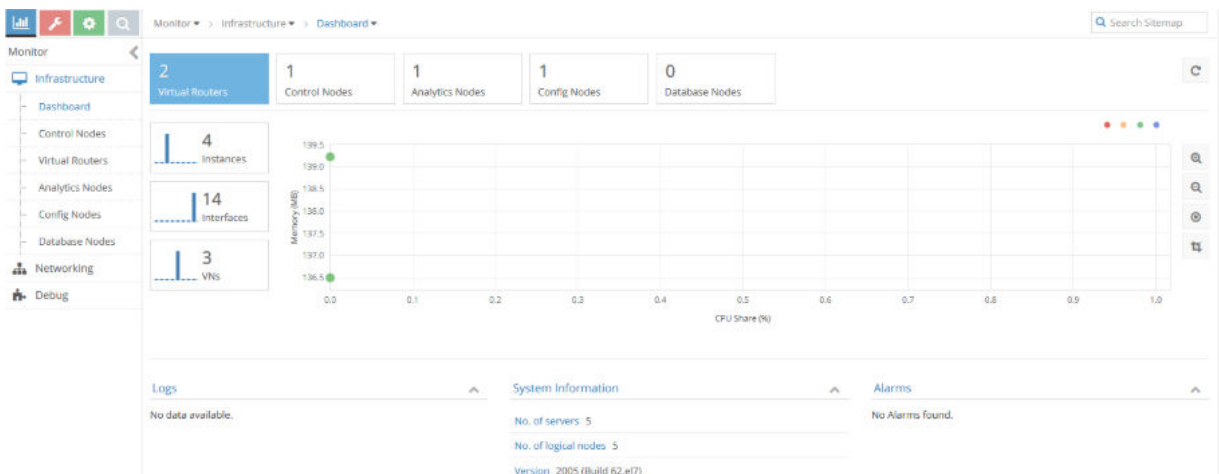 Monitor > Infrastructure > Dashboard
Search Sitemap
Monitor
Infrastructure
Dashboard
Control Nodes
Virtual Routers
Analytics Nodes
Config Nodes
Database Nodes
Networking
Debug
2
Virtual Routers
1
Control Nodes
1
Analytics Nodes
1
Config Nodes
0
Database Nodes
4
Instances
14
Interfaces
3
VNs
Memory (MB)
139.5
139.0
138.5
138.0
137.5
137.0
136.5
0.0 0.1 0.2 0.3 0.4 0.5 0.6 0.7 0.8 0.9 1.0
CPU Share (%)
Logs
No data available.
System Information
No. of servers 5
No. of logical nodes 5
Version 2005 (Build 62.el7)
Alarms
No Alarms found.